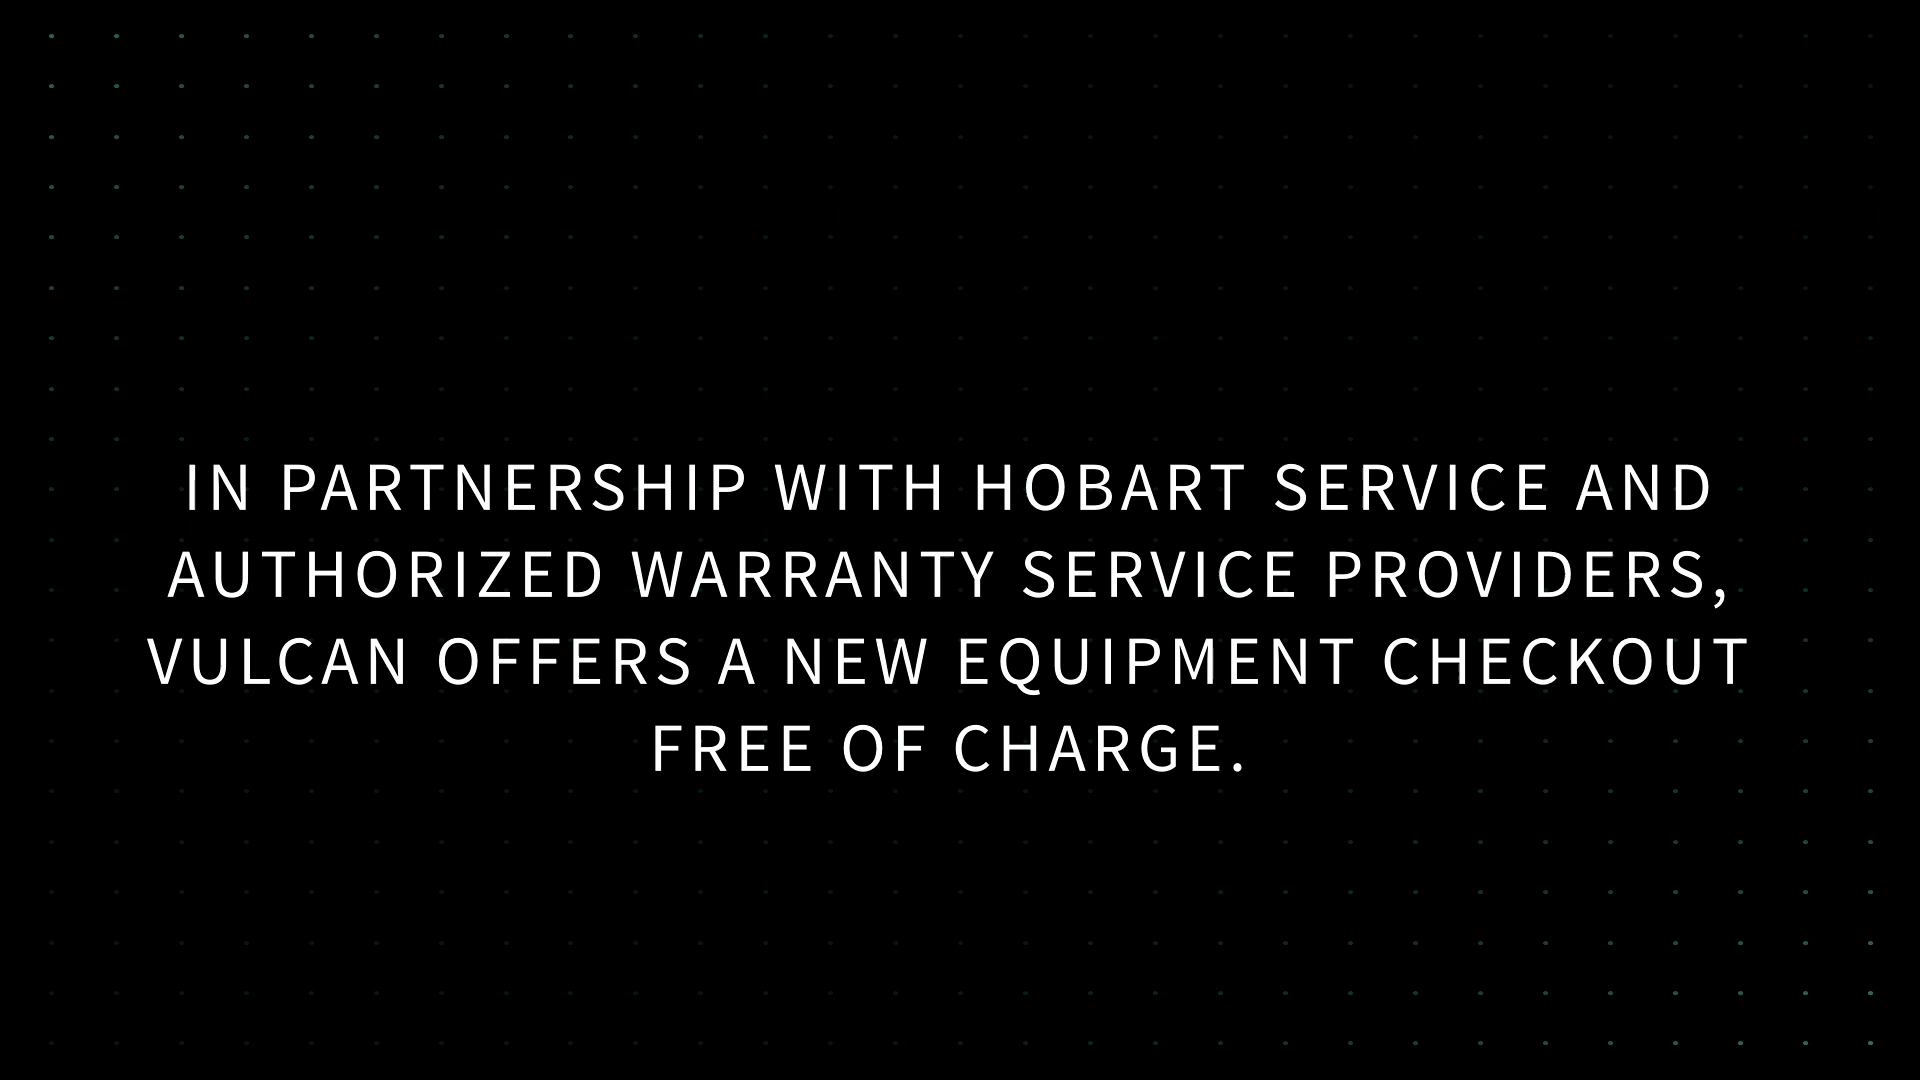 IN PARTNERSHIP WITH HOBART SERVICE AND
AUTHORIZED WARRANTY SERVICE PROVIDERS,
VULCAN OFFERS A NEW EQUIPMENT CHECKOUT
FREE OF CHARGE.